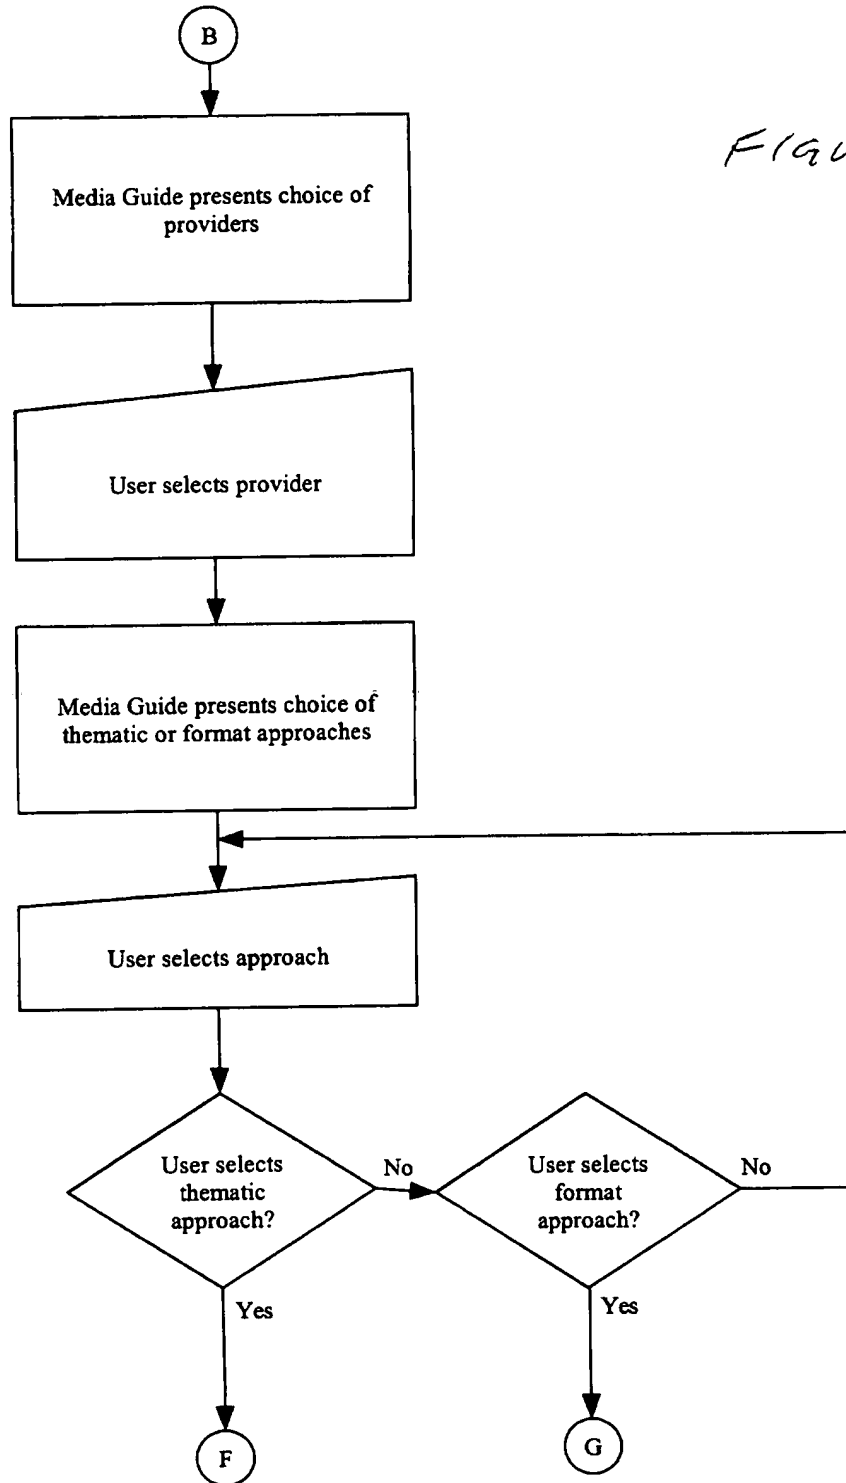 B
Media Guide presents choice of
providers
User selects provider
Media Guide presents choice of
thematic or format approaches
User selects approach
User selects
thematic
approach?
No
User selects
format
approach?
No
Yes
Yes
F
G